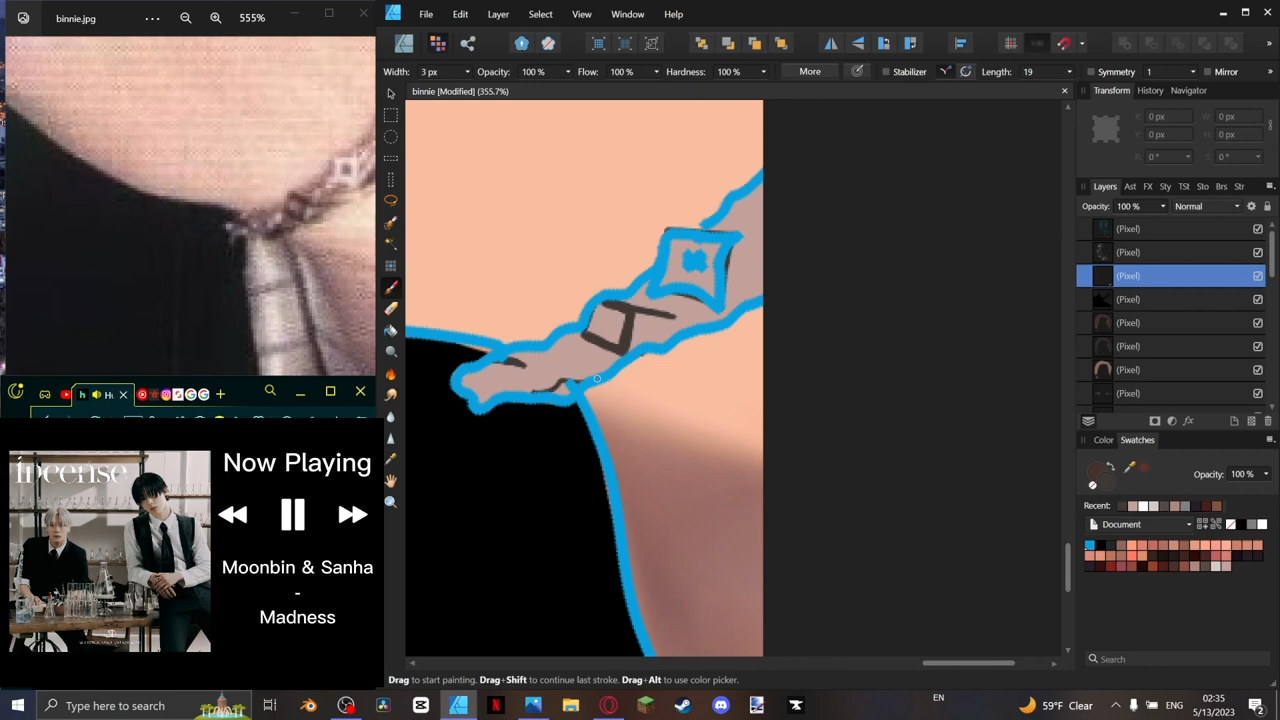 binnie.jpg
555%
File Edit Layer Select View Window Help
Width: 3 px Opacity: 100 % Flow: 100 % Hardness: 100 % More Stabilizer Length: 19 Symmetry 1 Mirror
binnie [Modified] (355.7%)
Transform History Navigator
X: 0 px W: 0 px
Y: 0 px H: 0 px
R: 0 ° S: 0 °
Layers Ast FX Sty TSt Sto Brs Str
Opacity: 100 % Normal
(Pixel)
(Pixel)
(Pixel)
(Pixel)
(Pixel)
(Pixel)
(Pixel)
(Pixel)
Color Swatches
Opacity: 100 %
Recent:
Document
Search
Drag to start painting. Drag+Shift to continue last stroke. Drag+Alt to use color picker.
incense
Now Playing
Moonbin & Sanha
-
Madness
Type here to search
EN
59°F Clear
02:35
5/13/2023
2